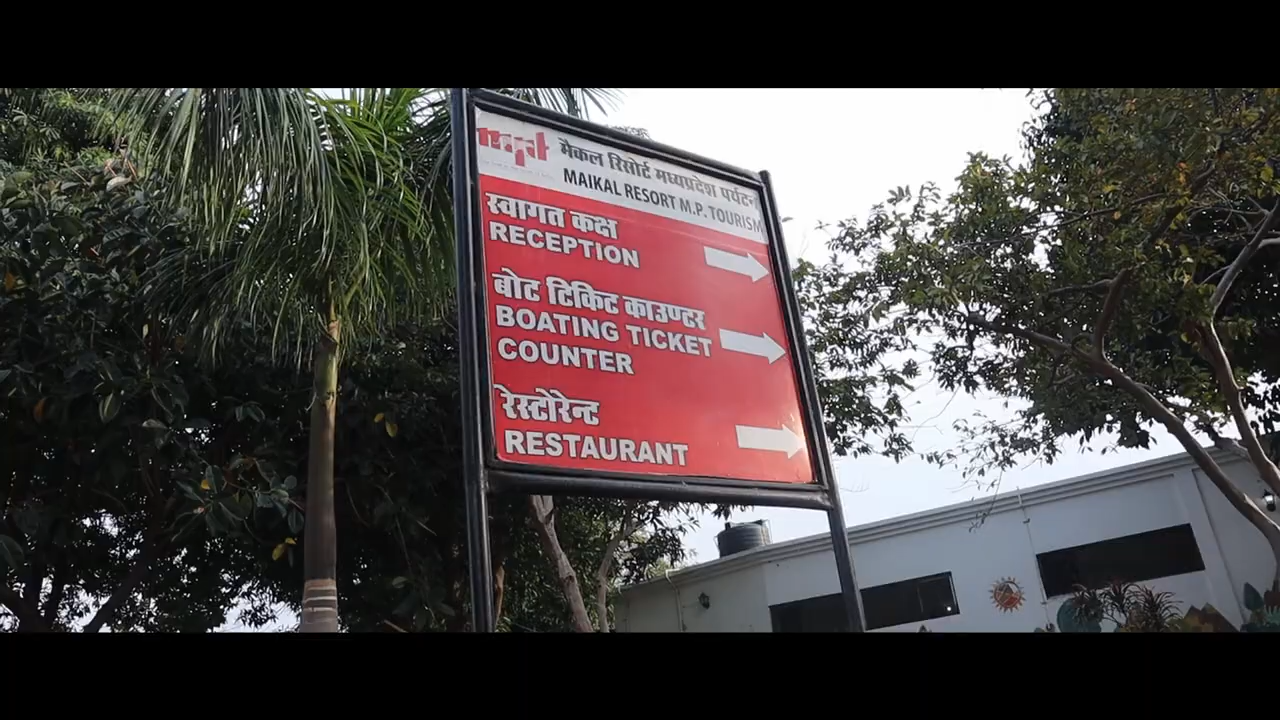 mpt मैकल रिसोर्ट मध्यप्रदेश पर्यटन
MAIKAL RESORT M.P. TOURISM
स्वागत कक्ष
RECEPTION
बोट टिकिट काउण्टर
BOATING TICKET
COUNTER
रेस्टोरेन्ट
RESTAURANT